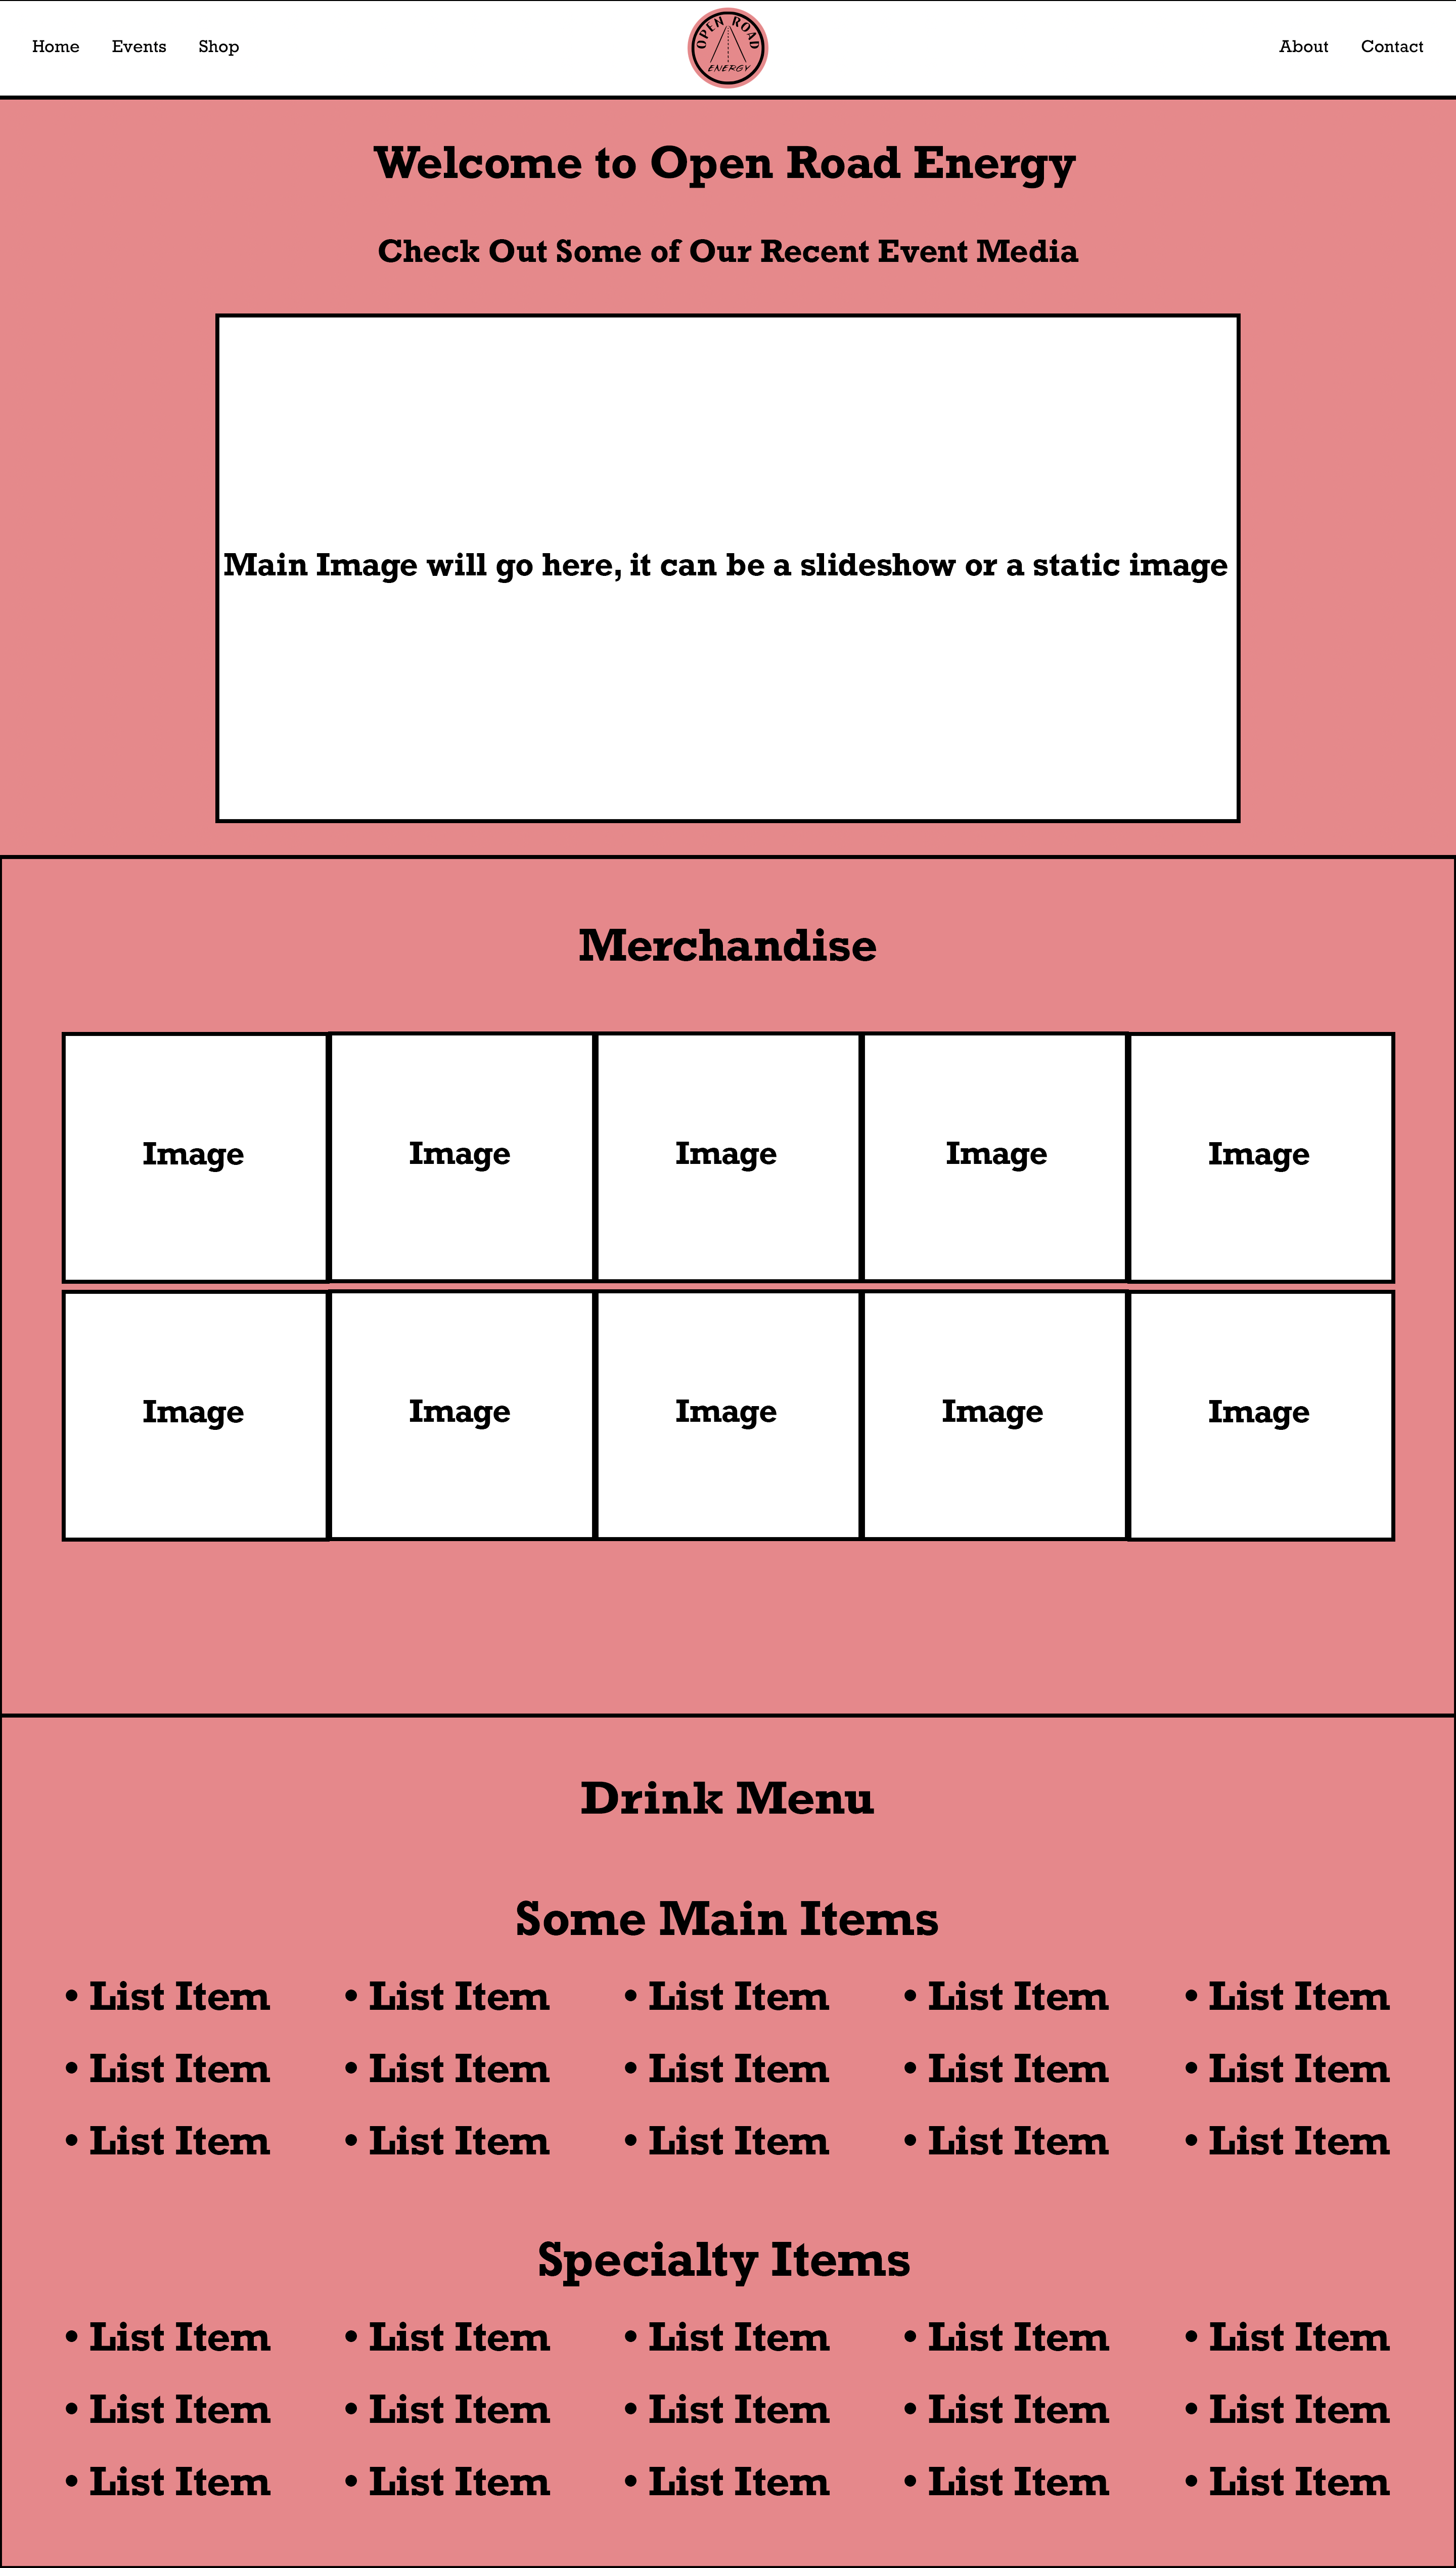 Home Events Shop OPEN ROAD ENERGY About Contact
Welcome to Open Road Energy
Check Out Some of Our Recent Event Media
Main Image will go here, it can be a slideshow or a static image
Merchandise
Image Image Image Image Image
Image Image Image Image Image
Drink Menu
Some Main Items
• List Item • List Item • List Item • List Item • List Item
• List Item • List Item • List Item • List Item • List Item
• List Item • List Item • List Item • List Item • List Item
Specialty Items
• List Item • List Item • List Item • List Item • List Item
• List Item • List Item • List Item • List Item • List Item
• List Item • List Item • List Item • List Item • List Item